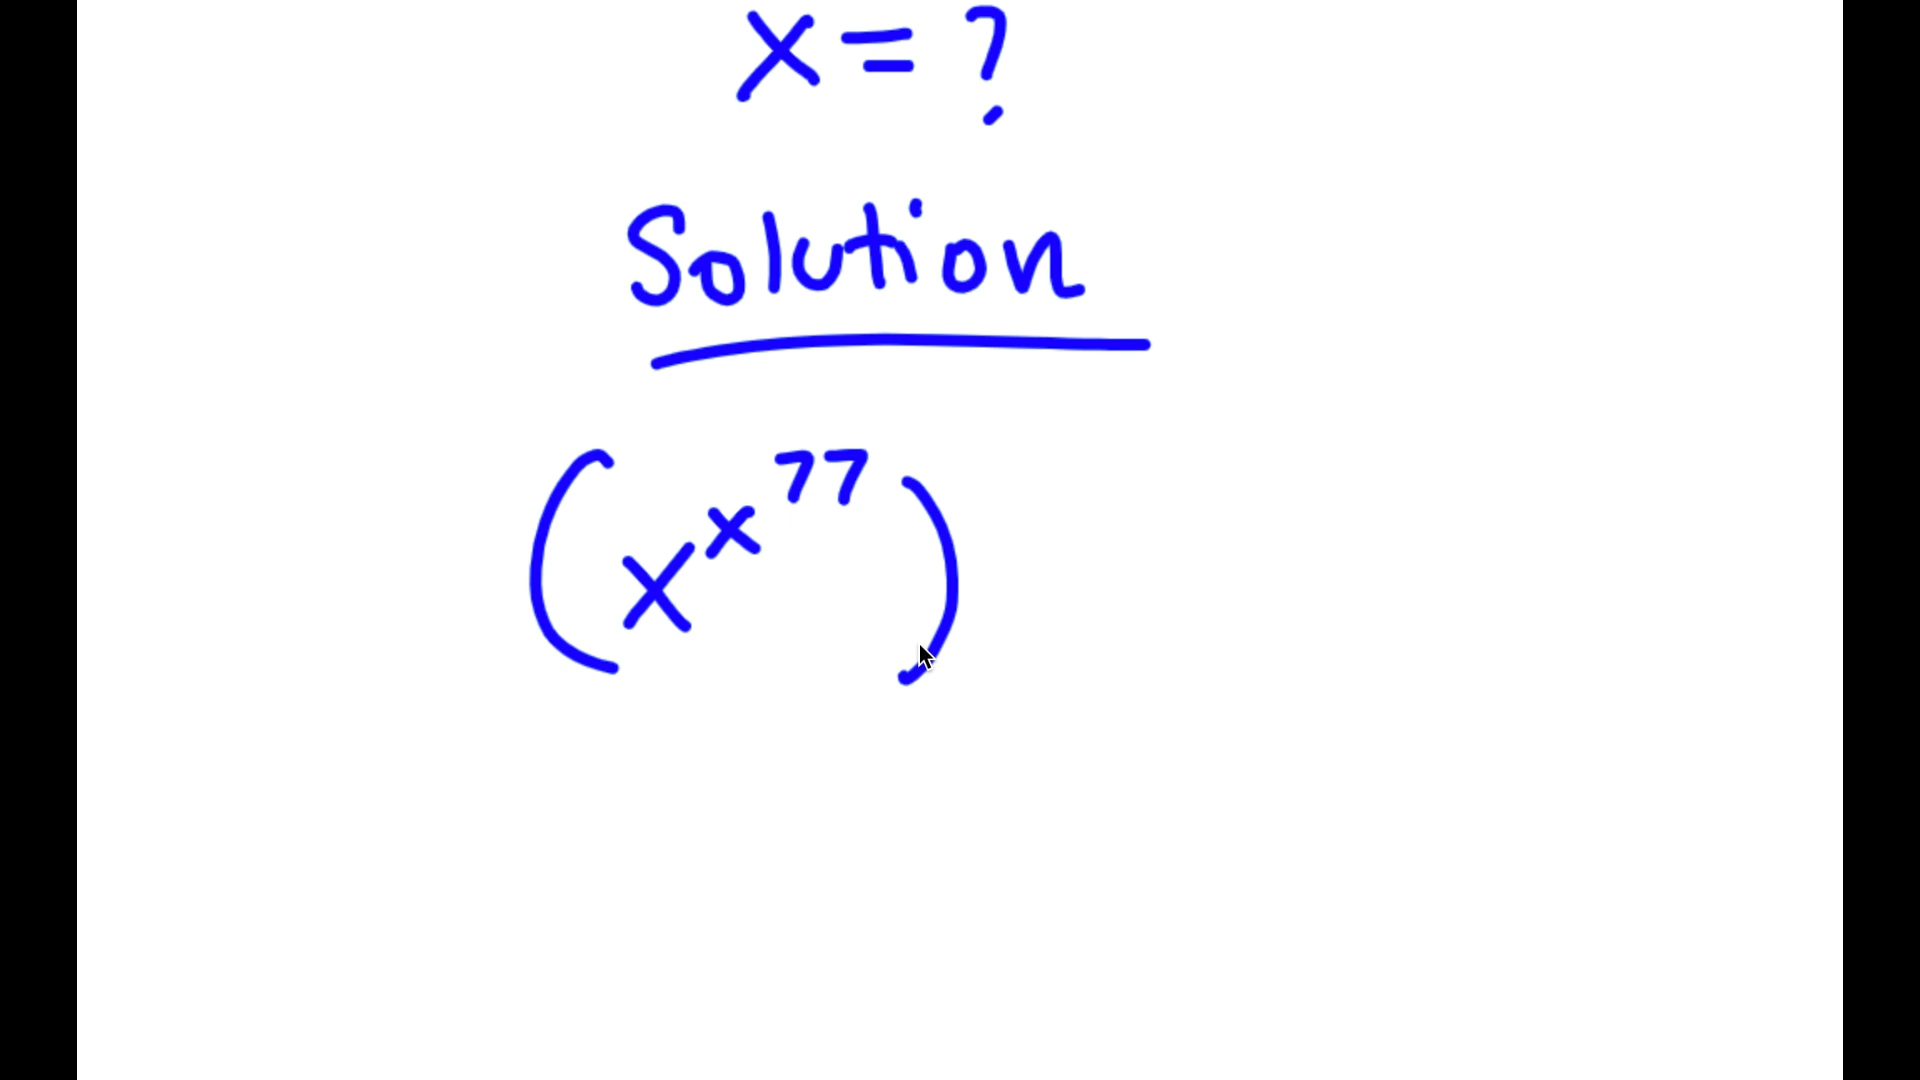 x = ?
Solution
(x^{x^{77}})